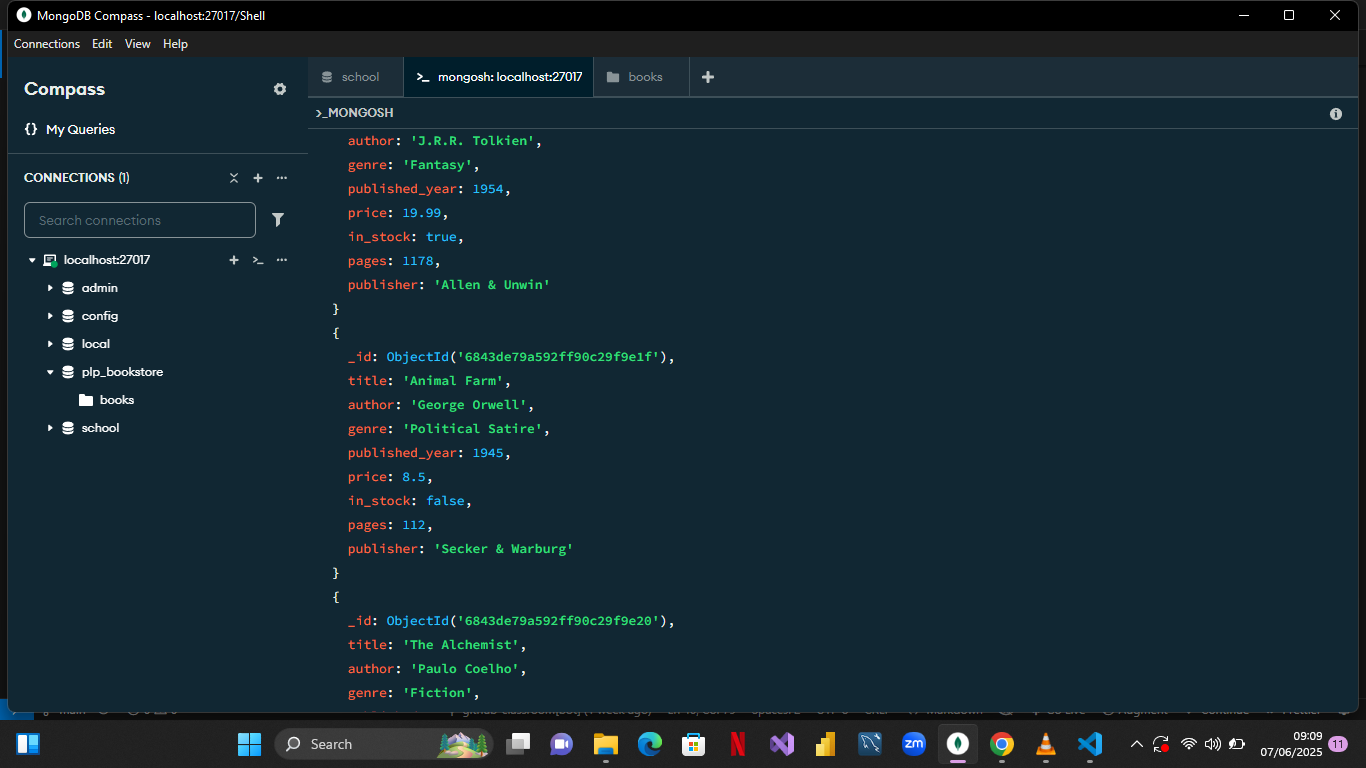 MongoDB Compass - localhost:27017/Shell
Connections Edit View Help
Compass
{} My Queries
CONNECTIONS (1)
Search connections
localhost:27017
admin
config
local
plp_bookstore
books
school
school
>_ mongosh: localhost:27017
books
>_MONGOSH
author: 'J.R.R. Tolkien',
genre: 'Fantasy',
published_year: 1954,
price: 19.99,
in_stock: true,
pages: 1178,
publisher: 'Allen & Unwin'
}
{
_id: ObjectId('6843de79a592ff90c29f9e1f'),
title: 'Animal Farm',
author: 'George Orwell',
genre: 'Political Satire',
published_year: 1945,
price: 8.5,
in_stock: false,
pages: 112,
publisher: 'Secker & Warburg'
}
{
_id: ObjectId('6843de79a592ff90c29f9e20'),
title: 'The Alchemist',
author: 'Paulo Coelho',
genre: 'Fiction',
Search
zm
09:09
07/06/2025
11